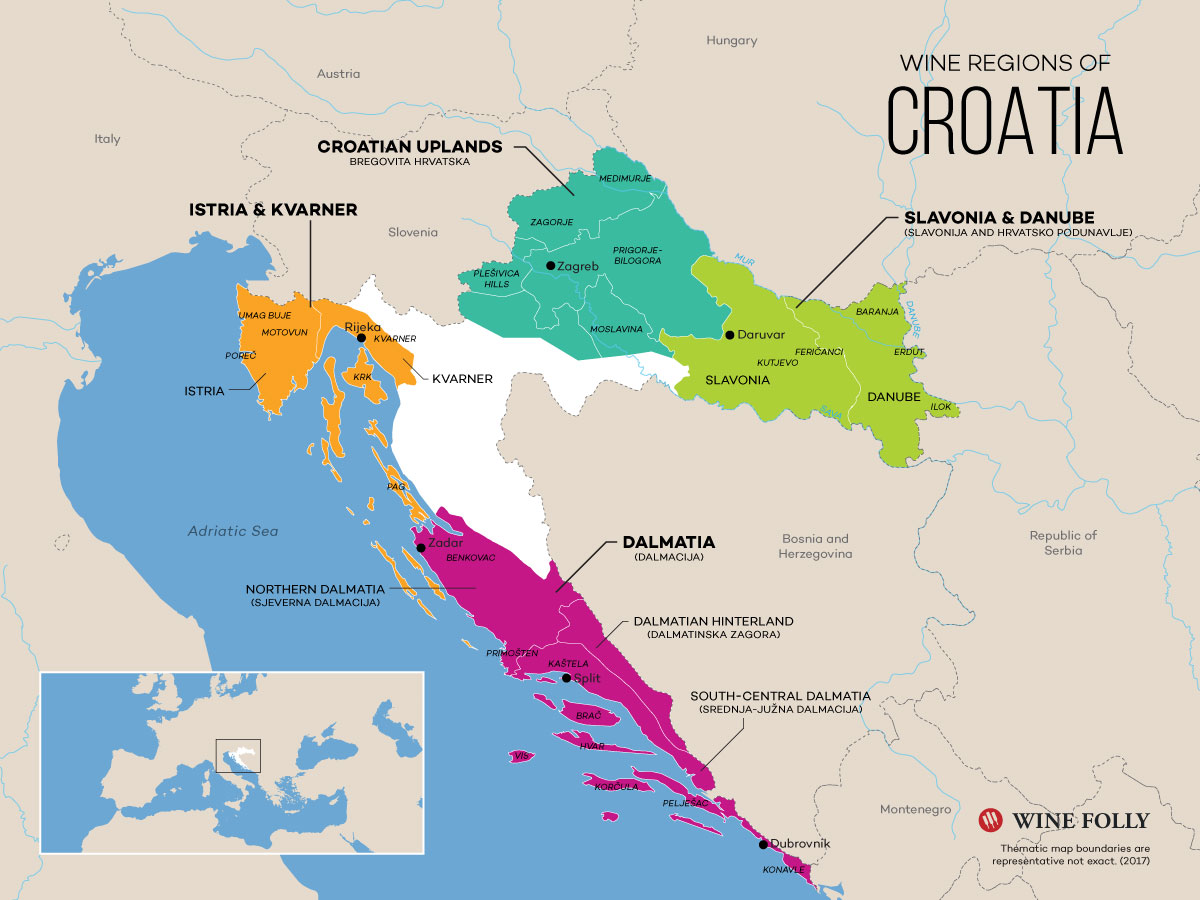 WINE REGIONS OF
CROATIA
Hungary
Austria
Italy
Slovenia
CROATIAN UPLANDS
BREGOVITA HRVATSKA
ISTRIA & KVARNER
SLAVONIA & DANUBE
(SLAVONIJA AND HRVATSKO PODUNAVLJE)
MEDIMURJE
ZAGORJE
PRIGORJE-
BILOGORA
Zagreb
PLEŠIVICA
HILLS
MOSLAVINA
MUR
DANUBE
BARANJA
Daruvar
FERIČANCI
ERDUT
KUTJEVO
SLAVONIA
DANUBE
ILOK
SAVA
UMAG BUJE
MOTOVUN
POREČ
ISTRIA
Rijeka
KVARNER
KRK
KVARNER
PAG
Adriatic Sea
Bosnia and
Herzegovina
Republic of
Serbia
Zadar
BENKOVAC
DALMATIA
(DALMACIJA)
NORTHERN DALMATIA
(SJEVERNA DALMACIJA)
DALMATIAN HINTERLAND
(DALMATINSKA ZAGORA)
PRIMOŠTEN
KAŠTELA
Split
SOUTH-CENTRAL DALMATIA
(SREDNJA-JUŽNA DALMACIJA)
BRAČ
HVAR
VIS
KORČULA
PELJEŠAC
Dubrovnik
KONAVLE
Montenegro
WINE FOLLY
Thematic map boundaries are
representative not exact. (2017)